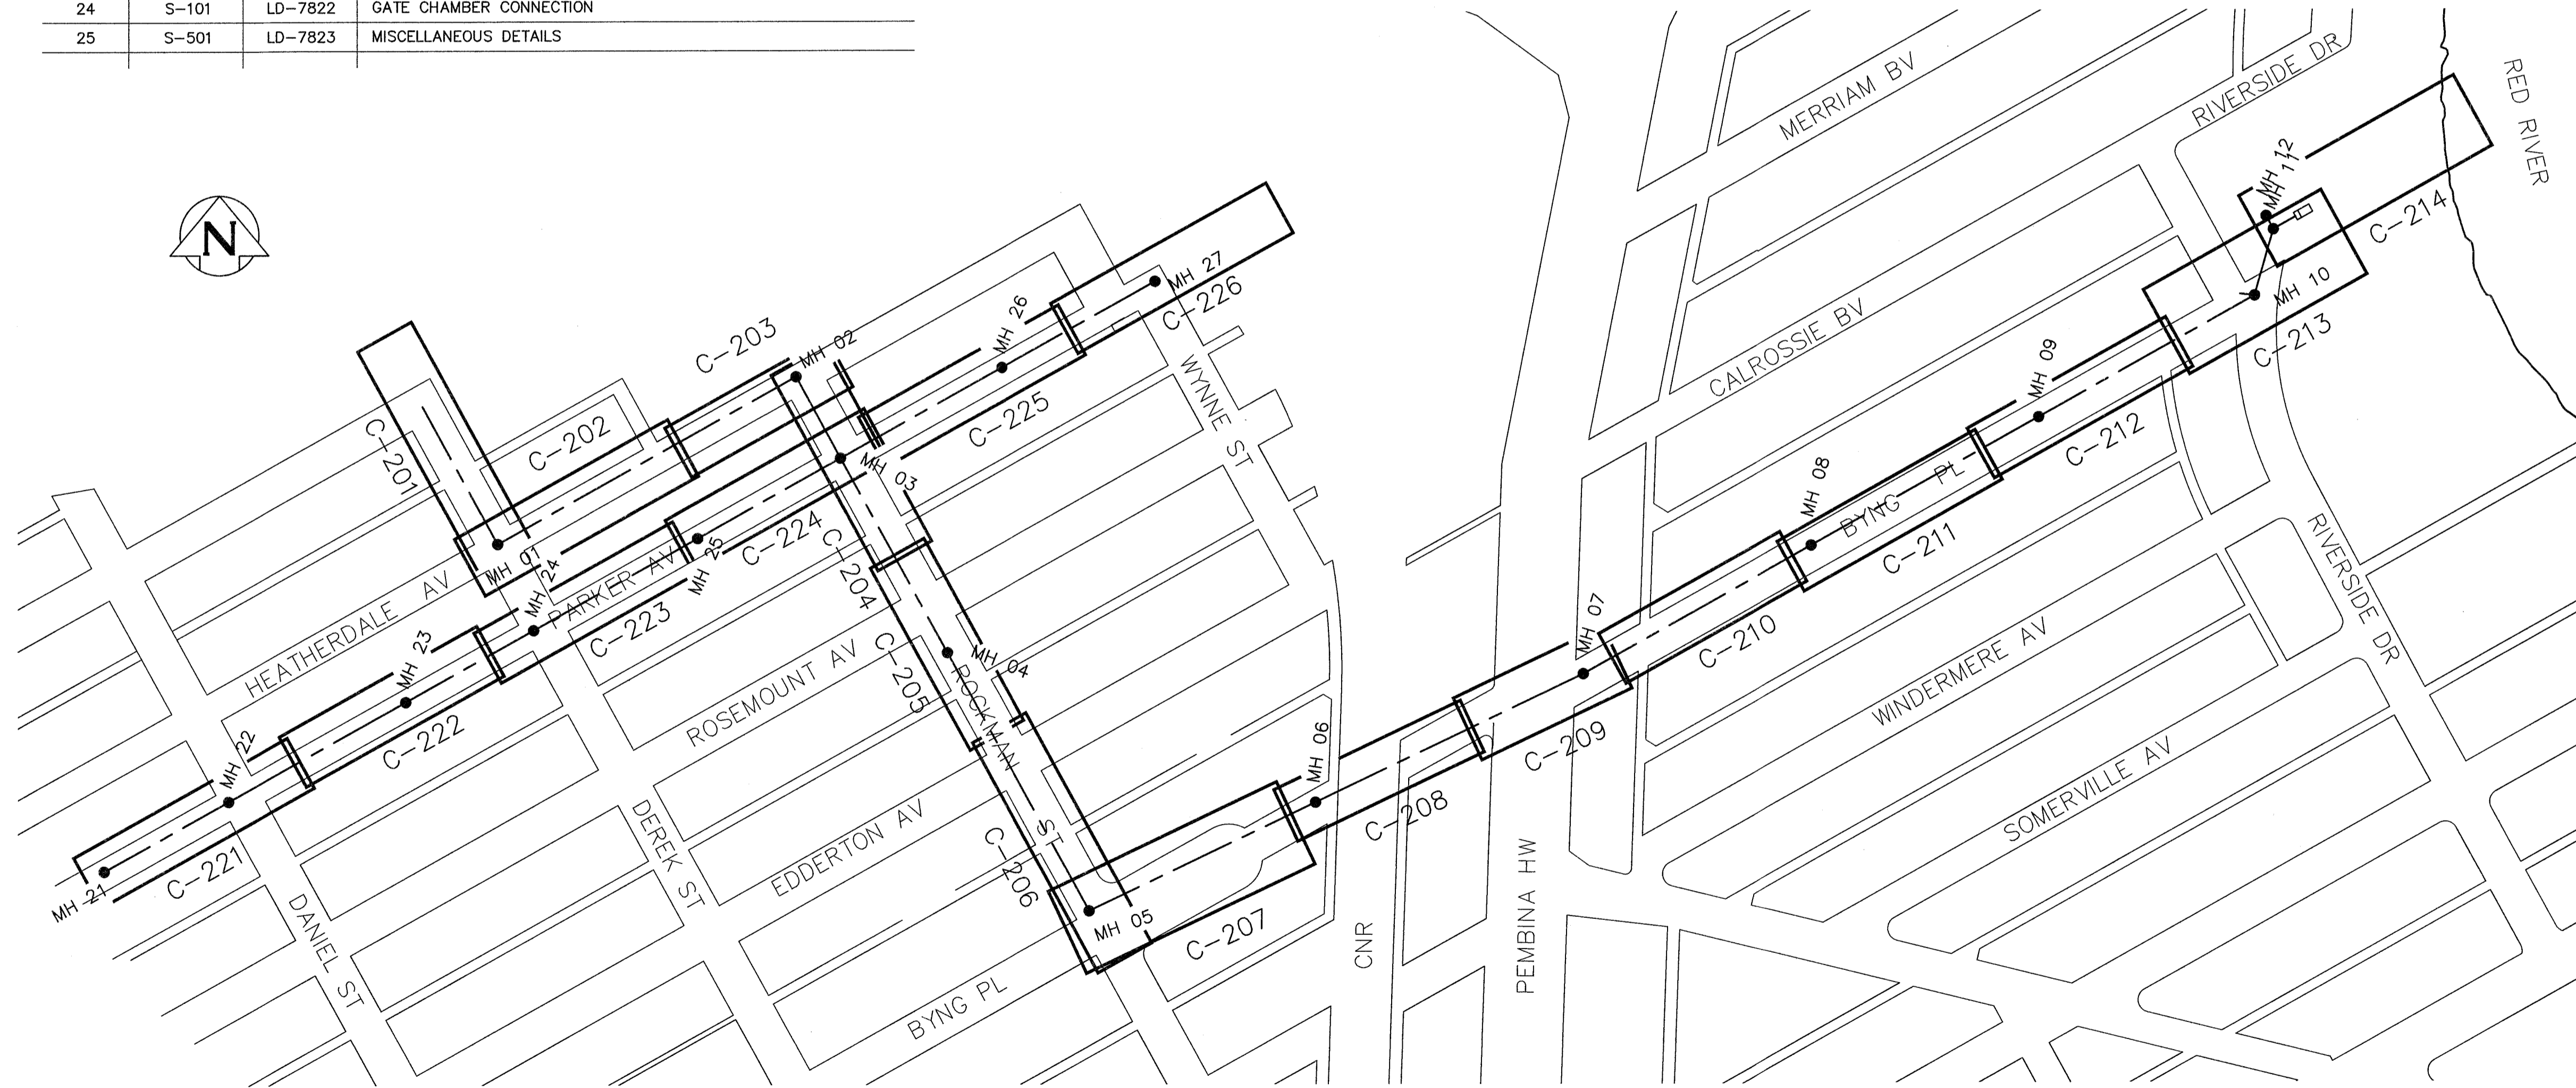 24 S-101 LD-7822 GATE CHAMBER CONNECTION
25 S-501 LD-7823 MISCELLANEOUS DETAILS
N
MERRIAM BV
RIVERSIDE DR
RED RIVER
MH 12
MH 11
C-214
MH 10
C-213
CALROSSIE BV
MH 09
C-212
MH 08
BYNG PL
C-211
MH 07
C-210
WINDERMERE AV
RIVERSIDE DR
SOMERVILLE AV
C-209
MH 06
C-208
PEMBINA HW
CNR
C-207
MH 05
C-206
ROCKMAN ST
MH 04
C-205
C-204
MH 03
MH 02
C-203
C-202
C-201
MH 01
MH 27
C-226
MH 26
C-225
WYNNE ST
C-224
MH 25
PARKER AV
MH 24
C-223
HEATHERDALE AV
MH 23
C-222
MH 22
C-221
MH 21
ROSEMOUNT AV
EDDERTON AV
DEREK ST
DANIEL ST
BYNG PL